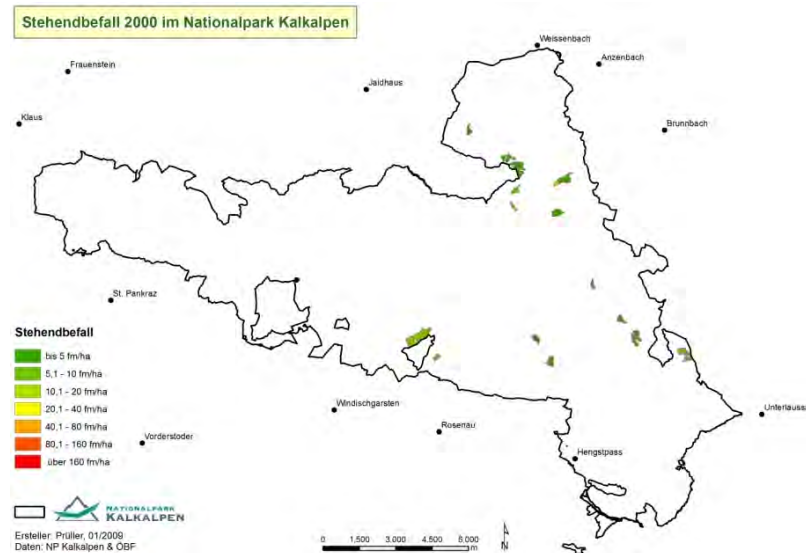 Stehendbefall 2000 im Nationalpark Kalkalpen
Weissenbach
Frauenstein
Anzenbach
Jaidhaus
Klaus
Brunnbach
St. Pankraz
Stehendbefall
bis 5 fm/ha
5,1 - 10 fm/ha
10,1 - 20 fm/ha
20,1 - 40 fm/ha
40,1 - 80 fm/ha
80,1 - 160 fm/ha
über 160 fm/ha
Windischgarsten
Unterlaussa
Rosenau
Vorderstoder
Hengstpass
NATIONALPARK
KALKALPEN
Ersteller: Prüller, 01/2009
Daten: NP Kalkalpen & ÖBF
0 1.500 3.000 4.500 6.000
m
N